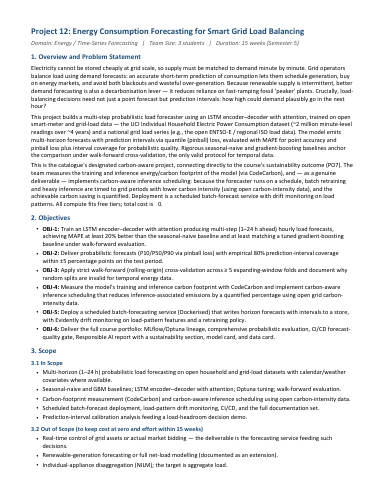 Project 12: Energy Consumption Forecasting for Smart Grid Load Balancing
Domain: Energy / Time-Series Forecasting | Team Size: 3 students | Duration: 15 weeks (Semester 5)
1. Overview and Problem Statement
Electricity cannot be stored cheaply at grid scale, so supply must be matched to demand minute by minute. Grid operators
balance load using demand forecasts: an accurate short-term prediction of consumption lets them schedule generation, buy
on energy markets, and avoid both blackouts and wasteful overgeneration. Because renewable supply is intermittent, better
demand forecasting is also a decarbonisation lever — it reduces reliance on fast-ramping fossil 'peaker' plants. Crucially, load-
balancing decisions need not just a point forecast but prediction intervals: how high could demand plausibly go in the next
hour?
This project builds a multi-step probabilistic load forecaster using an LSTM encoder–decoder with attention, trained on open
smart-meter and grid load data — the UCI Individual Household Electric Power Consumption dataset (~2 million minute-level
readings over ~4 years) and a national grid load series (e.g., the open ENTSO-E / regional ISO load data). The model emits
multi-horizon forecasts with prediction intervals via quantile (pinball) loss, evaluated with MAPE for point accuracy and
pinball loss plus interval coverage for probabilistic quality. Rigorous seasonal-naive and gradient-boosting baselines anchor
the comparison under walk-forward cross-validation, the only valid protocol for temporal data.
This is the catalogue's designated carbon-aware project, connecting directly to the course's sustainability outcome (PO7). The
team measures the training and inference energy/carbon footprint of the model (via CodeCarbon), and — as a genuine
deliverable — implements carbon-aware inference scheduling: because the forecaster runs on a schedule, batch retraining
and heavy inference are timed to grid periods with lower carbon intensity (using open carbon-intensity data), and the
achievable carbon saving is quantified. Deployment is a scheduled batch-forecast service with drift monitoring on load
patterns. All compute fits free tiers; total cost is 0.
2. Objectives
• OBJ-1: Train an LSTM encoder–decoder with attention producing multi-step (1–24 h ahead) hourly load forecasts,
achieving MAPE at least 20% better than the seasonal-naive baseline and at least matching a tuned gradient-boosting
baseline under walk-forward evaluation.
• OBJ-2: Deliver probabilistic forecasts (P10/P50/P90 via pinball loss) with empirical 80% prediction-interval coverage
within ±5 percentage points on the test period.
• OBJ-3: Apply strict walk-forward (rolling-origin) cross-validation across ≥ 5 expanding-window folds and document why
random splits are invalid for temporal energy data.
• OBJ-4: Measure the model's training and inference carbon footprint with CodeCarbon and implement carbon-aware
inference scheduling that reduces inference-associated emissions by a quantified percentage using open grid carbon-
intensity data.
• OBJ-5: Deploy a scheduled batch-forecasting service (Dockerised) that writes horizon forecasts with intervals to a store,
with Evidently drift monitoring on load-pattern features and a retraining policy.
• OBJ-6: Deliver the full course portfolio: MLflow/Optuna lineage, comprehensive probabilistic evaluation, CI/CD forecast-
quality gate, Responsible AI report with a sustainability section, model card, and data card.
3. Scope
3.1 In Scope
• Multi-horizon (1–24 h) probabilistic load forecasting on open household and grid-load datasets with calendar/weather
covariates where available.
• Seasonal-naive and GBM baselines; LSTM encoder–decoder with attention; Optuna tuning; walk-forward evaluation.
• Carbon-footprint measurement (CodeCarbon) and carbon-aware inference scheduling using open carbon-intensity data.
• Scheduled batch-forecast deployment, load-pattern drift monitoring, CI/CD, and the full documentation set.
• Prediction-interval calibration analysis feeding a load-headroom decision demo.
3.2 Out of Scope (to keep cost at zero and effort within 15 weeks)
• Real-time control of grid assets or actual market bidding — the deliverable is the forecasting service feeding such
decisions.
• Renewable-generation forecasting or full net-load modelling (documented as an extension).
• Individual-appliance disaggregation (NILM); the target is aggregate load.